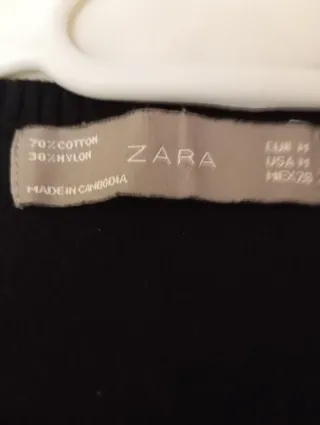 70%COTTON
30%NYLON
MADE IN CAMBODIA
ZARA
EUR M
USA M
MEX 28